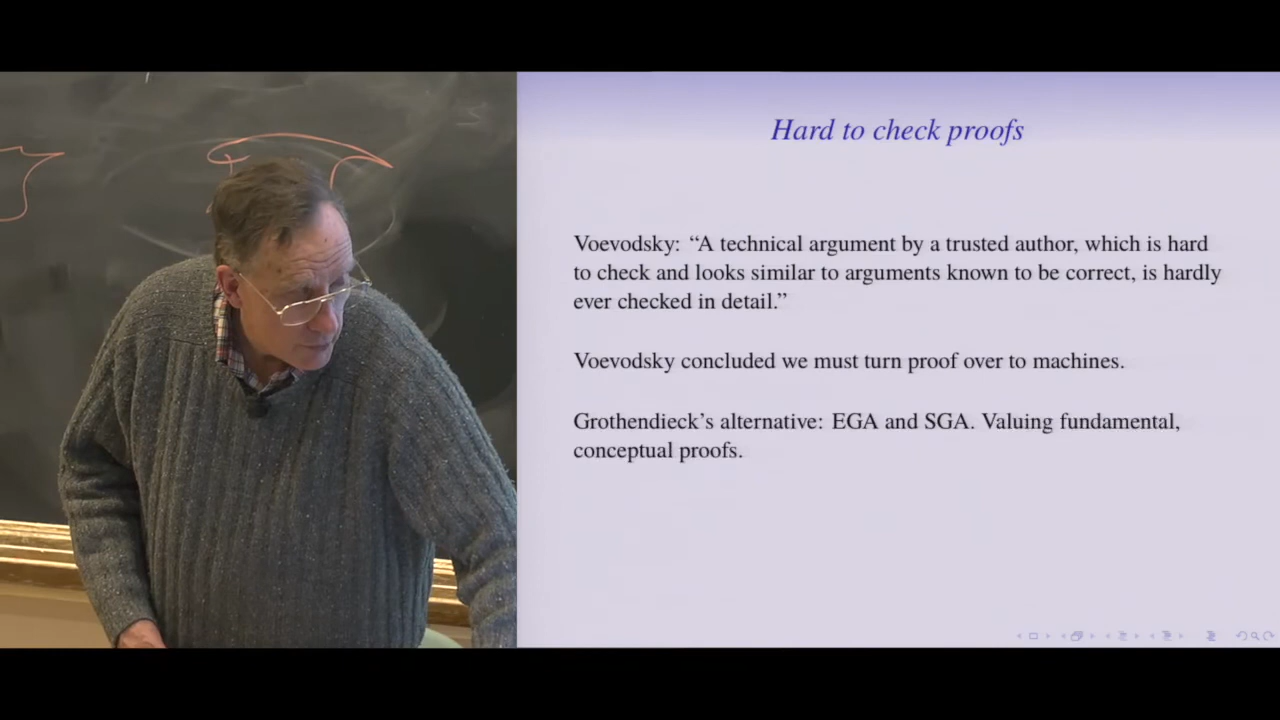 Hard to check proofs
Voevodsky: “A technical argument by a trusted author, which is hard
to check and looks similar to arguments known to be correct, is hardly
ever checked in detail.”
Voevodsky concluded we must turn proof over to machines.
Grothendieck’s alternative: EGA and SGA. Valuing fundamental,
conceptual proofs.